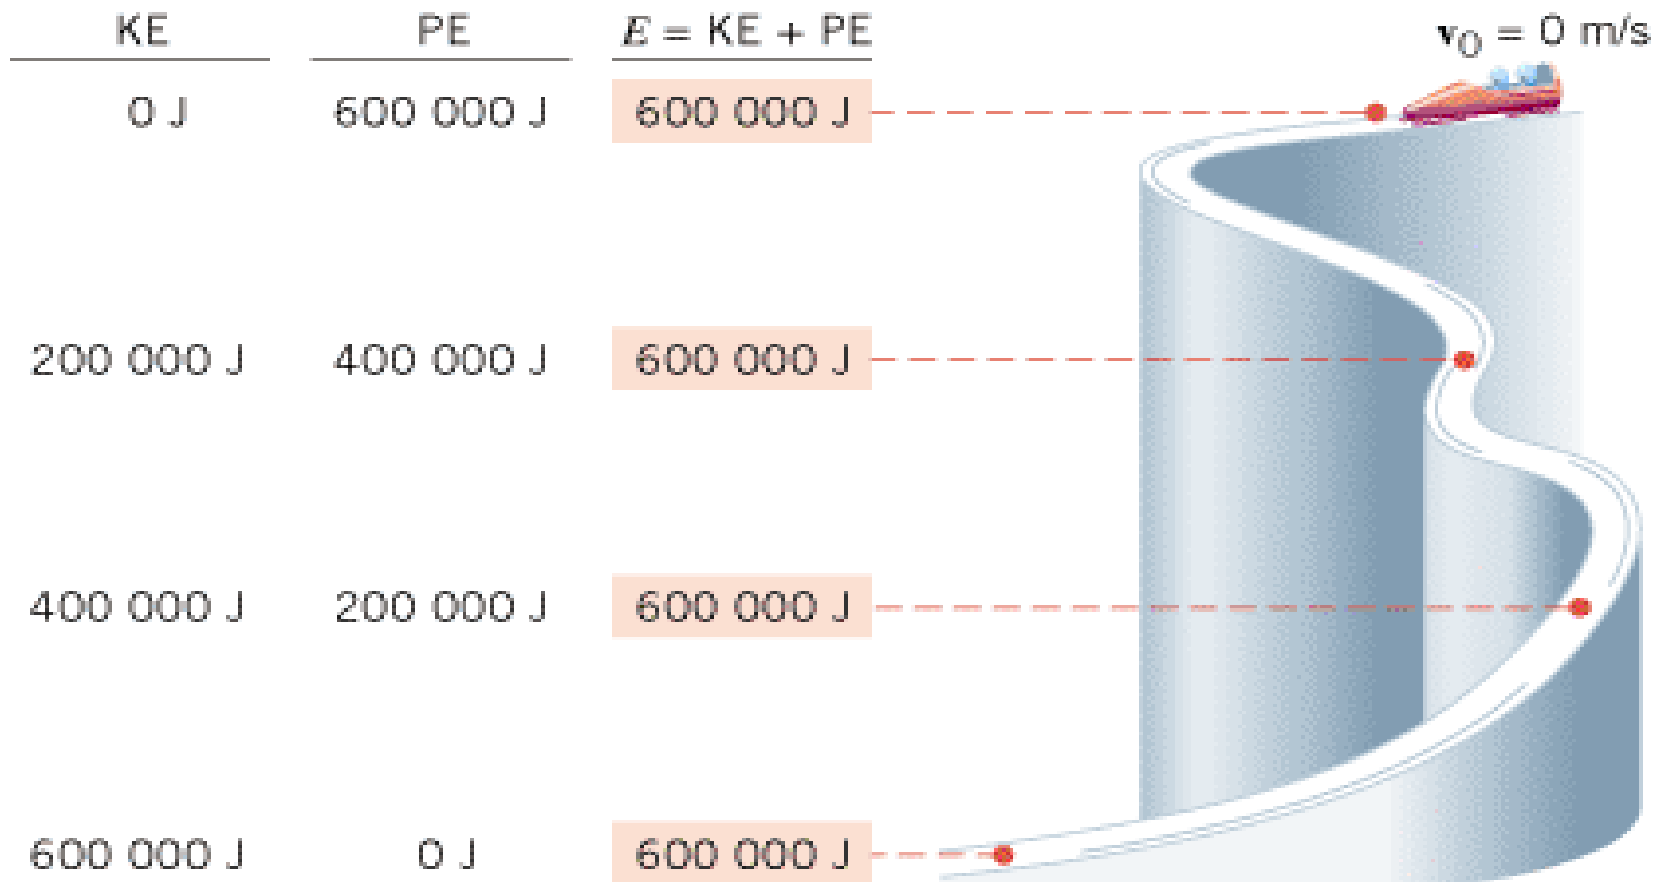 KE PE E = KE + PE v₀ = 0 m/s
0 J 600 000 J 600 000 J
200 000 J 400 000 J 600 000 J
400 000 J 200 000 J 600 000 J
600 000 J 0 J 600 000 J